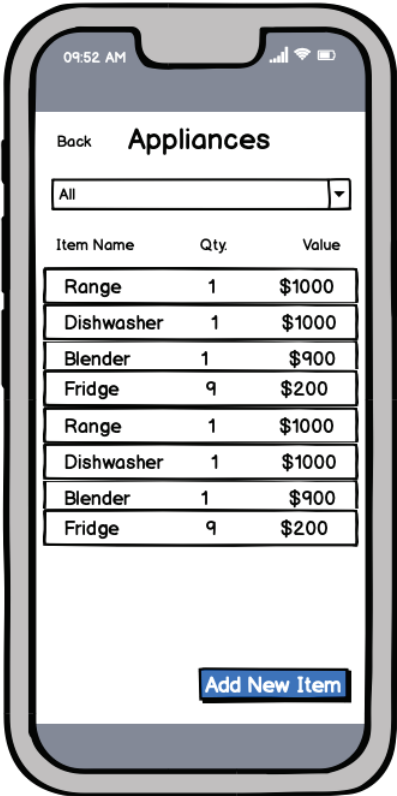 09:52 AM
Back Appliances
All
Item Name Qty. Value
Range 1 $1000
Dishwasher 1 $1000
Blender 1 $900
Fridge 9 $200
Range 1 $1000
Dishwasher 1 $1000
Blender 1 $900
Fridge 9 $200
Add New Item